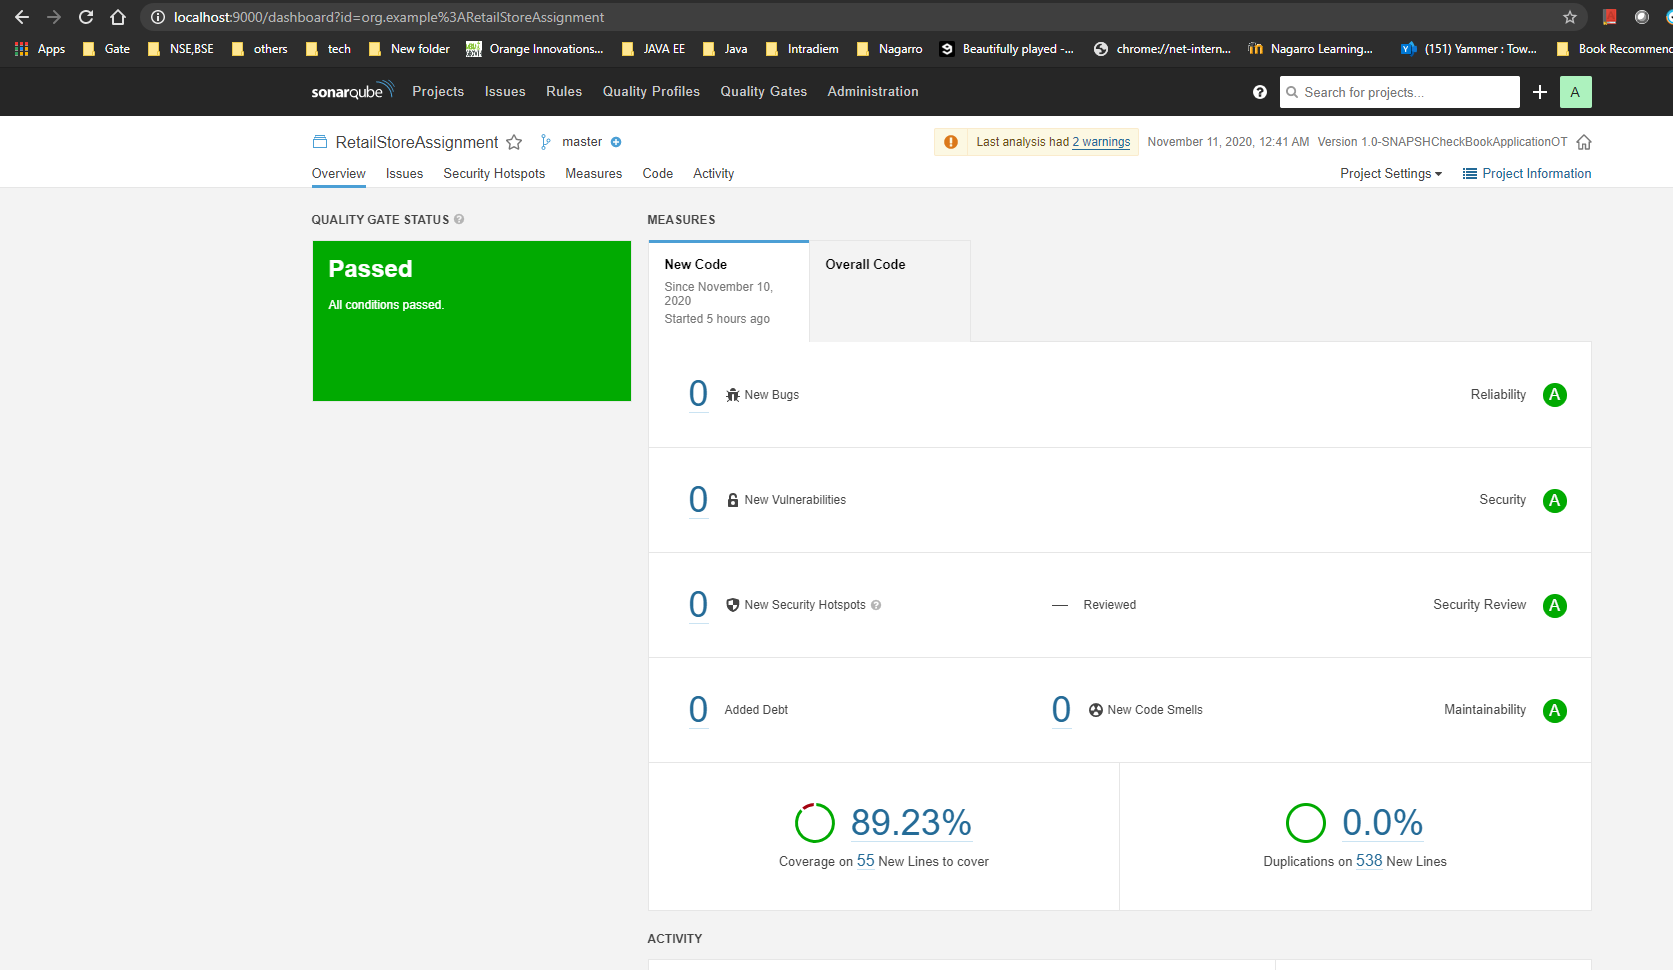 localhost:9000/dashboard?id=org.example%3ARetailStoreAssignment
Apps Gate NSE,BSE others tech New folder Orange Innovations... JAVA EE Java Intradiem Nagarro Beautifully played -... chrome://net-intern... Nagarro Learning... (151) Yammer : Tow... Book Recommend
sonarqube Projects Issues Rules Quality Profiles Quality Gates Administration ? Search for projects... A
RetailStoreAssignment master Last analysis had 2 warnings November 11, 2020, 12:41 AM Version 1.0-SNAPSHCheckBookApplicationOT
Overview Issues Security Hotspots Measures Code Activity Project Settings Project Information
QUALITY GATE STATUS ?
Passed
All conditions passed.
MEASURES
New Code
Since November 10,
2020
Started 5 hours ago
Overall Code
0 New Bugs Reliability A
0 New Vulnerabilities Security A
0 New Security Hotspots ? — Reviewed Security Review A
0 Added Debt 0 New Code Smells Maintainability A
89.23%
Coverage on 55 New Lines to cover
0.0%
Duplications on 538 New Lines
ACTIVITY